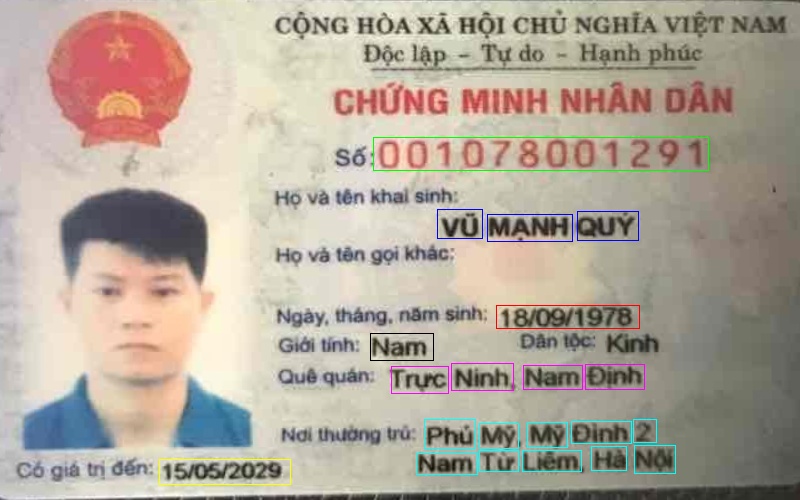 CỘNG HÒA XÃ HỘI CHỦ NGHĨA VIỆT NAM
Độc lập - Tự do - Hạnh phúc
CHỨNG MINH NHÂN DÂN
Số: 001078001291
Họ và tên khai sinh:
VŨ MẠNH QUÝ
Họ và tên gọi khác:
Ngày, tháng, năm sinh: 18/09/1978
Giới tính: Nam Dân tộc: Kinh
Quê quán: Trực Ninh, Nam Định
Nơi thường trú: Phú Mỹ, Mỹ Đình 2
Nam Từ Liêm, Hà Nội
Có giá trị đến: 15/05/2029